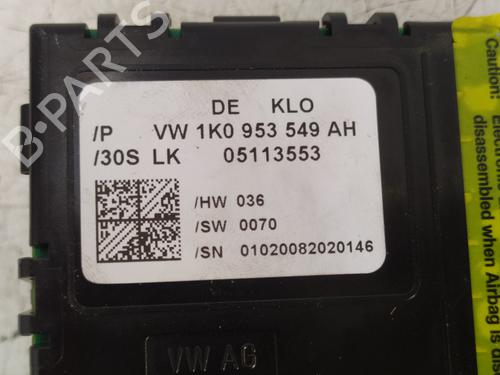 B-PARTS
DE KLO
/P VW 1K0 953 549 AH
/30S LK 05113553
/HW 036
/SW 0070
/SN 01020082020146
VW AG
Caution:
disassembled when Airbag is